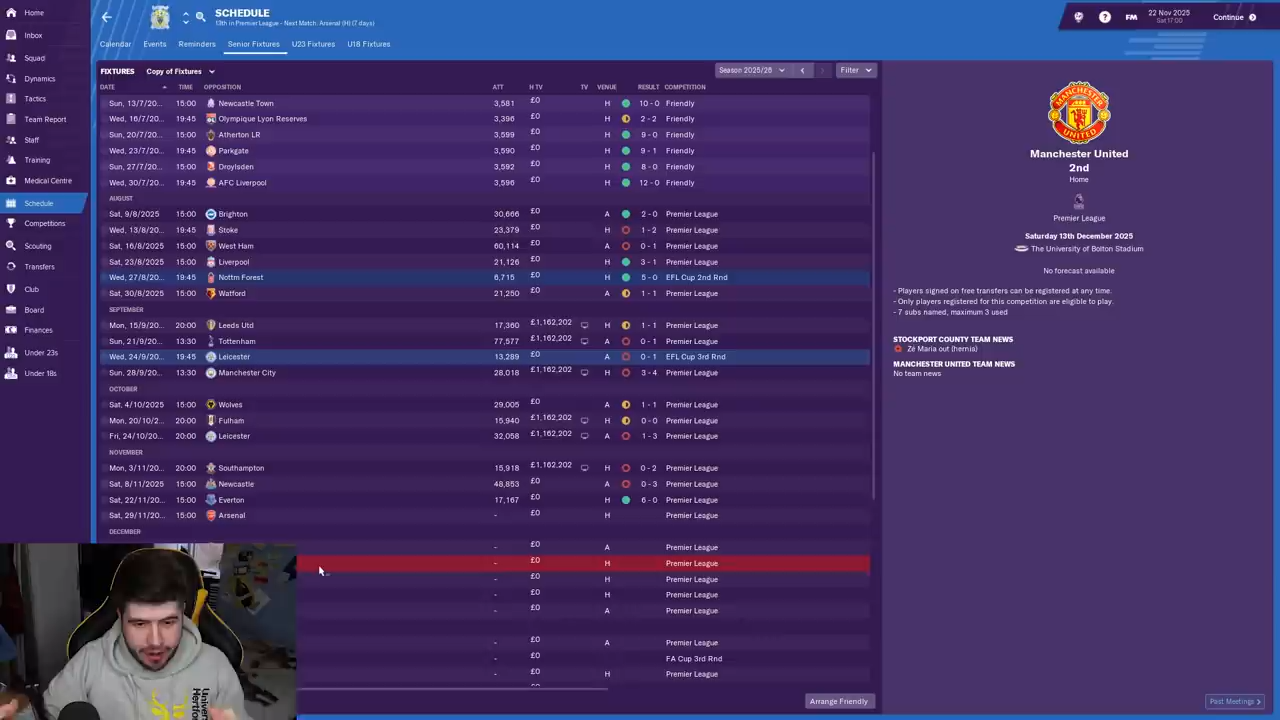 Home
Inbox
Squad
Dynamics
Tactics
Team Report
Staff
Training
Medical Centre
Schedule
Competitions
Scouting
Transfers
Club
Board
Finances
Under 23s
Under 18s
SCHEDULE
13th in Premier League - Next Match: Arsenal (H) (7 days)
FM
22 Nov 2025
Sat 17:00
Continue
Calendar Events Reminders Senior Fixtures U23 Fixtures U18 Fixtures
FIXTURES Copy of Fixtures Season 2025/26 Filter
DATE TIME OPPOSITION ATT H TV TV VENUE RESULT COMPETITION
Sun, 13/7/20... 15:00 Newcastle Town 3,581 £0 H 10 - 0 Friendly
Wed, 16/7/20... 19:45 Olympique Lyon Reserves 3,396 £0 H 2 - 2 Friendly
Sun, 20/7/20... 15:00 Atherton LR 3,599 £0 H 9 - 0 Friendly
Wed, 23/7/20... 19:45 Parkgate 3,590 £0 H 9 - 1 Friendly
Sun, 27/7/20... 15:00 Droylsden 3,592 £0 H 8 - 0 Friendly
Wed, 30/7/20... 19:45 AFC Liverpool 3,596 £0 H 12 - 0 Friendly
AUGUST
Sat, 9/8/2025 15:00 Brighton 30,666 £0 A 2 - 0 Premier League
Wed, 13/8/20... 19:45 Stoke 23,379 £0 H 1 - 2 Premier League
Sat, 16/8/2025 15:00 West Ham 60,114 £0 A 0 - 1 Premier League
Sat, 23/8/2025 15:00 Liverpool 21,126 £0 H 3 - 1 Premier League
Wed, 27/8/20... 19:45 Nottm Forest 6,715 £0 H 5 - 0 EFL Cup 2nd Rnd
Sat, 30/8/2025 15:00 Watford 21,250 £0 A 1 - 1 Premier League
SEPTEMBER
Mon, 15/9/20... 20:00 Leeds Utd 17,360 £1,162,202 H 1 - 1 Premier League
Sun, 21/9/20... 13:30 Tottenham 77,577 £1,162,202 A 0 - 1 Premier League
Wed, 24/9/20... 19:45 Leicester 13,289 £0 A 0 - 1 EFL Cup 3rd Rnd
Sun, 28/9/20... 13:30 Manchester City 28,018 £1,162,202 H 3 - 4 Premier League
OCTOBER
Sat, 4/10/2025 15:00 Wolves 29,005 £0 A 1 - 1 Premier League
Mon, 20/10/2... 20:00 Fulham 15,940 £1,162,202 H 0 - 0 Premier League
Fri, 24/10/20... 20:00 Leicester 32,058 £1,162,202 A 1 - 3 Premier League
NOVEMBER
Mon, 3/11/20... 20:00 Southampton 15,918 £1,162,202 H 0 - 2 Premier League
Sat, 8/11/2025 15:00 Newcastle 48,853 £0 A 0 - 3 Premier League
Sat, 22/11/20... 15:00 Everton 17,167 £0 H 6 - 0 Premier League
Sat, 29/11/20... 15:00 Arsenal - £0 H Premier League
DECEMBER
- £0 A Premier League
- £0 H Premier League
- £0 H Premier League
- £0 H Premier League
- £0 A Premier League
- £0 A Premier League
- £0 FA Cup 3rd Rnd
- £0 H Premier League
Arrange Friendly
MANCHESTER
UNITED
Manchester United
2nd
Home
Premier League
Saturday 13th December 2025
The University of Bolton Stadium
No forecast available
- Players signed on free transfers can be registered at any time.
- Only players registered for this competition are eligible to play.
- 7 subs named, maximum 3 used
STOCKPORT COUNTY TEAM NEWS
Zé Maria out (hernia)
MANCHESTER UNITED TEAM NEWS
No team news
Past Meetings